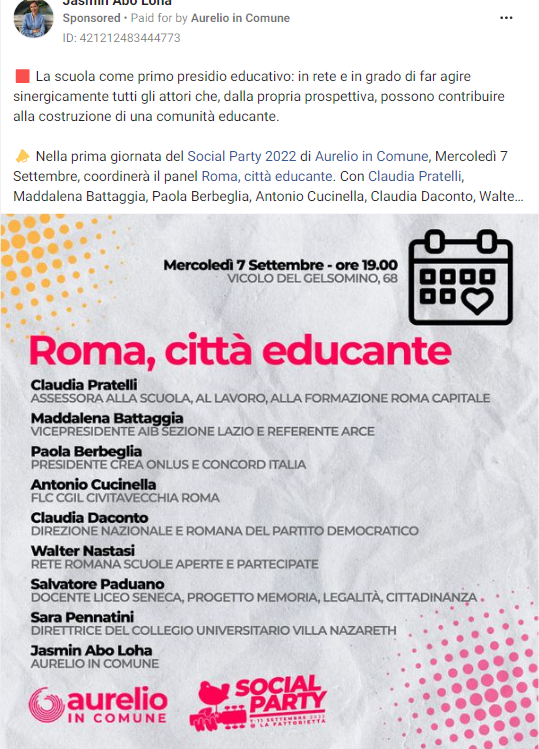 Jasmin Abo Loha
Sponsored • Paid for by Aurelio in Comune
ID: 421212483444773
La scuola come primo presidio educativo: in rete e in grado di far agire
sinergicamente tutti gli attori che, dalla propria prospettiva, possono contribuire
alla costruzione di una comunità educante.
Nella prima giornata del Social Party 2022 di Aurelio in Comune, Mercoledì 7
Settembre, coordinerà il panel Roma, città educante. Con Claudia Pratelli,
Maddalena Battaggia, Paola Berbeglia, Antonio Cucinella, Claudia Daconto, Walte...
Mercoledì 7 Settembre - ore 19.00
VICOLO DEL GELSOMINO, 68
Roma, città educante
Claudia Pratelli
ASSESSORA ALLA SCUOLA, AL LAVORO, ALLA FORMAZIONE ROMA CAPITALE
Maddalena Battaggia
VICEPRESIDENTE AIB SEZIONE LAZIO E REFERENTE ARCE
Paola Berbeglia
PRESIDENTE CREA ONLUS E CONCORD ITALIA
Antonio Cucinella
FLC CGIL CIVITAVECCHIA ROMA
Claudia Daconto
DIREZIONE NAZIONALE E ROMANA DEL PARTITO DEMOCRATICO
Walter Nastasi
RETE ROMANA SCUOLE APERTE E PARTECIPATE
Salvatore Paduano
DOCENTE LICEO SENECA, PROGETTO MEMORIA, LEGALITÀ, CITTADINANZA
Sara Pennatini
DIRETTRICE DEL COLLEGIO UNIVERSITARIO VILLA NAZARETH
Jasmin Abo Loha
AURELIO IN COMUNE
aurelio
IN COMUNE
SOCIAL
PARTY
7-11 SETTEMBRE 2022
@ LA FATTORIETTA